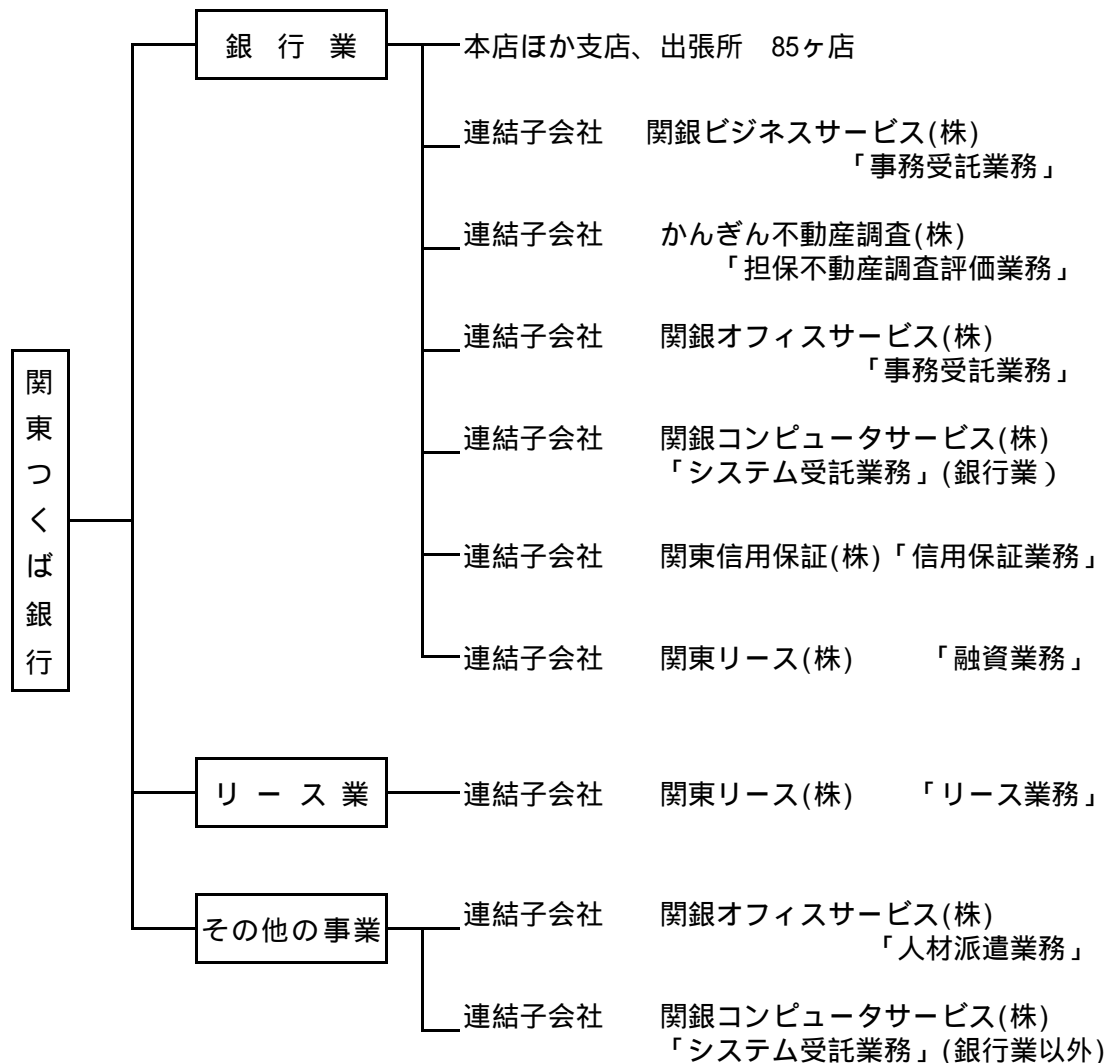 関東つくば銀行
銀行業
本店ほか支店、出張所　85ヶ店
連結子会社　関銀ビジネスサービス(株)
「事務受託業務」
連結子会社　かんぎん不動産調査(株)
「担保不動産調査評価業務」
連結子会社　関銀オフィスサービス(株)
「事務受託業務」
連結子会社　関銀コンピュータサービス(株)
「システム受託業務」(銀行業)
連結子会社　関東信用保証(株)「信用保証業務」
連結子会社　関東リース(株)　「融資業務」
リース業
連結子会社　関東リース(株)　「リース業務」
その他の事業
連結子会社　関銀オフィスサービス(株)
「人材派遣業務」
連結子会社　関銀コンピュータサービス(株)
「システム受託業務」(銀行業以外)